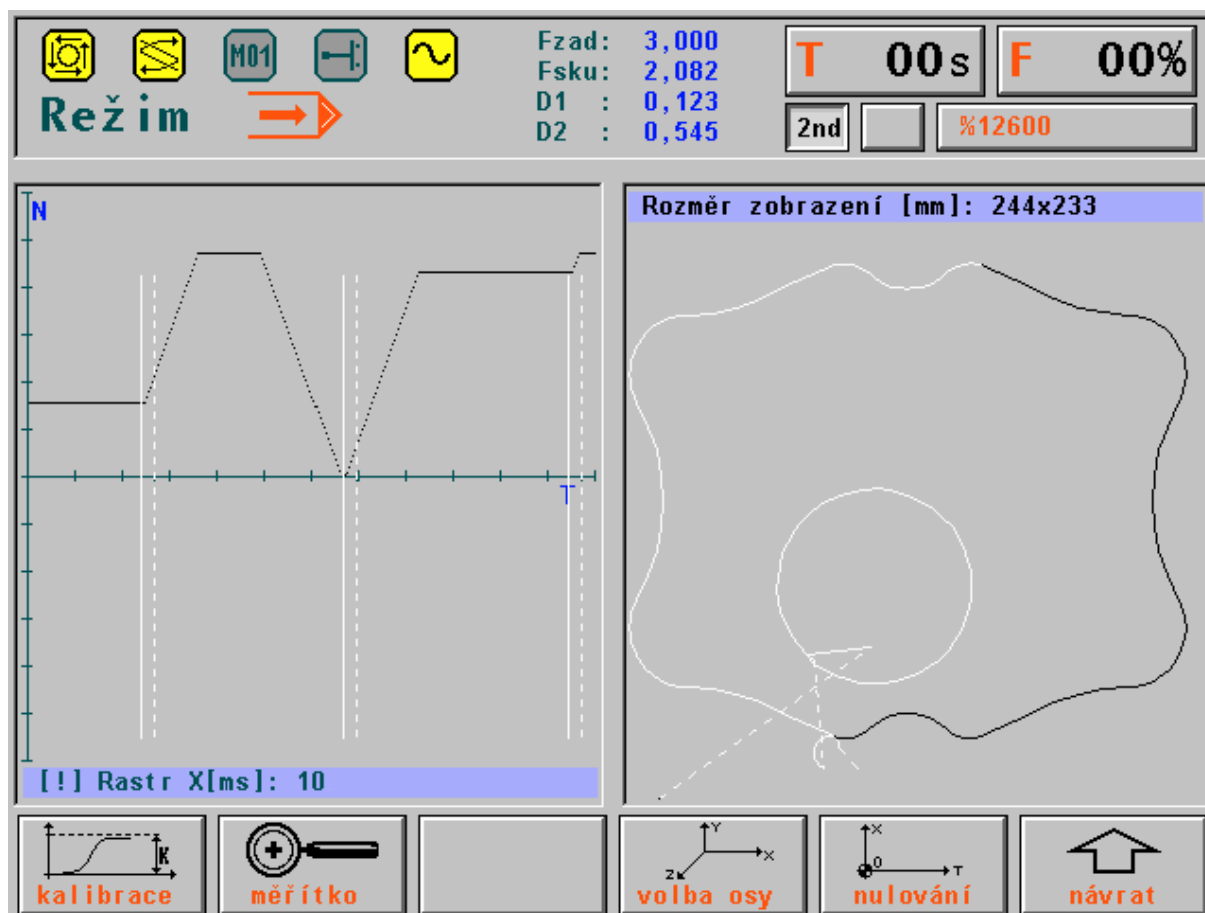 M01
Fzad: 3,000
Fsku: 2,082
D1 : 0,123
D2 : 0,545
Režim
T 00s
F 00%
2nd
%12600
N
T
[!] Rastr X[ms]: 10
Rozměr zobrazení [mm]: 244x233
K
kalibrace
měřítko
Y
X
Z
volba osy
X
0
T
nulování
návrat